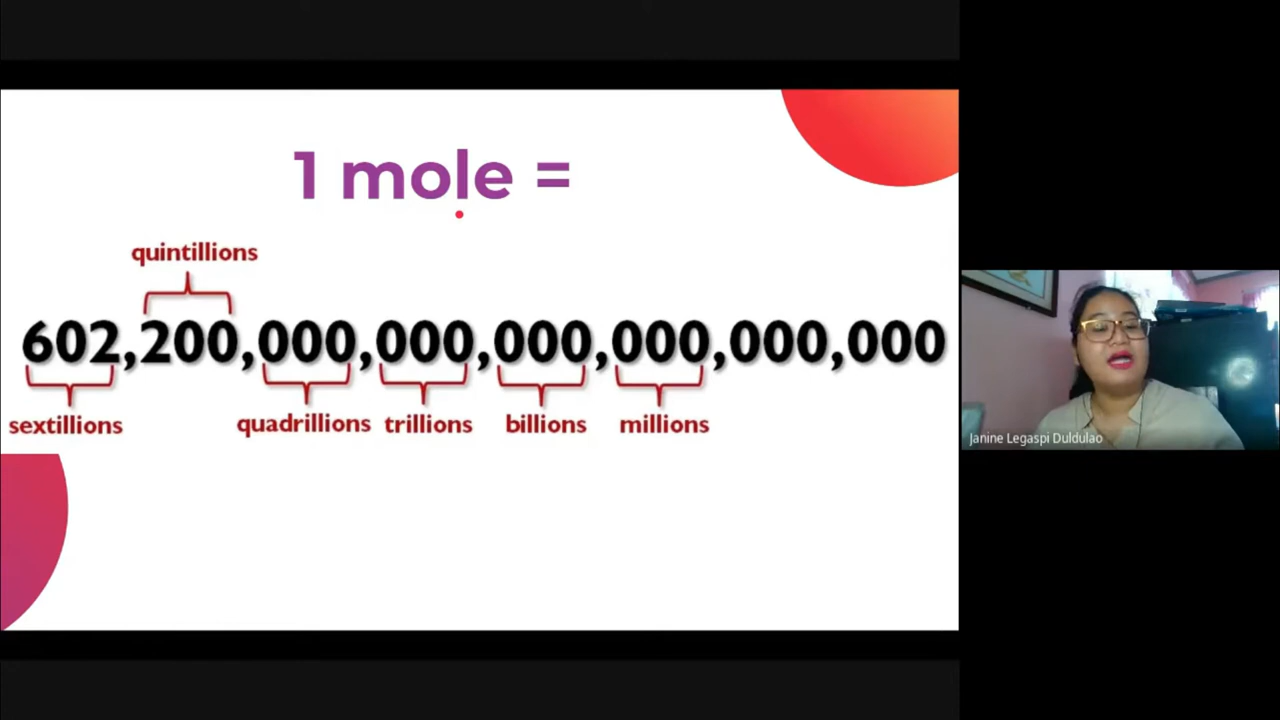 1 mole =
quintillions
602,200,000,000,000,000,000,000
sextillions quadrillions trillions billions millions
Janine Legaspi Duldulao